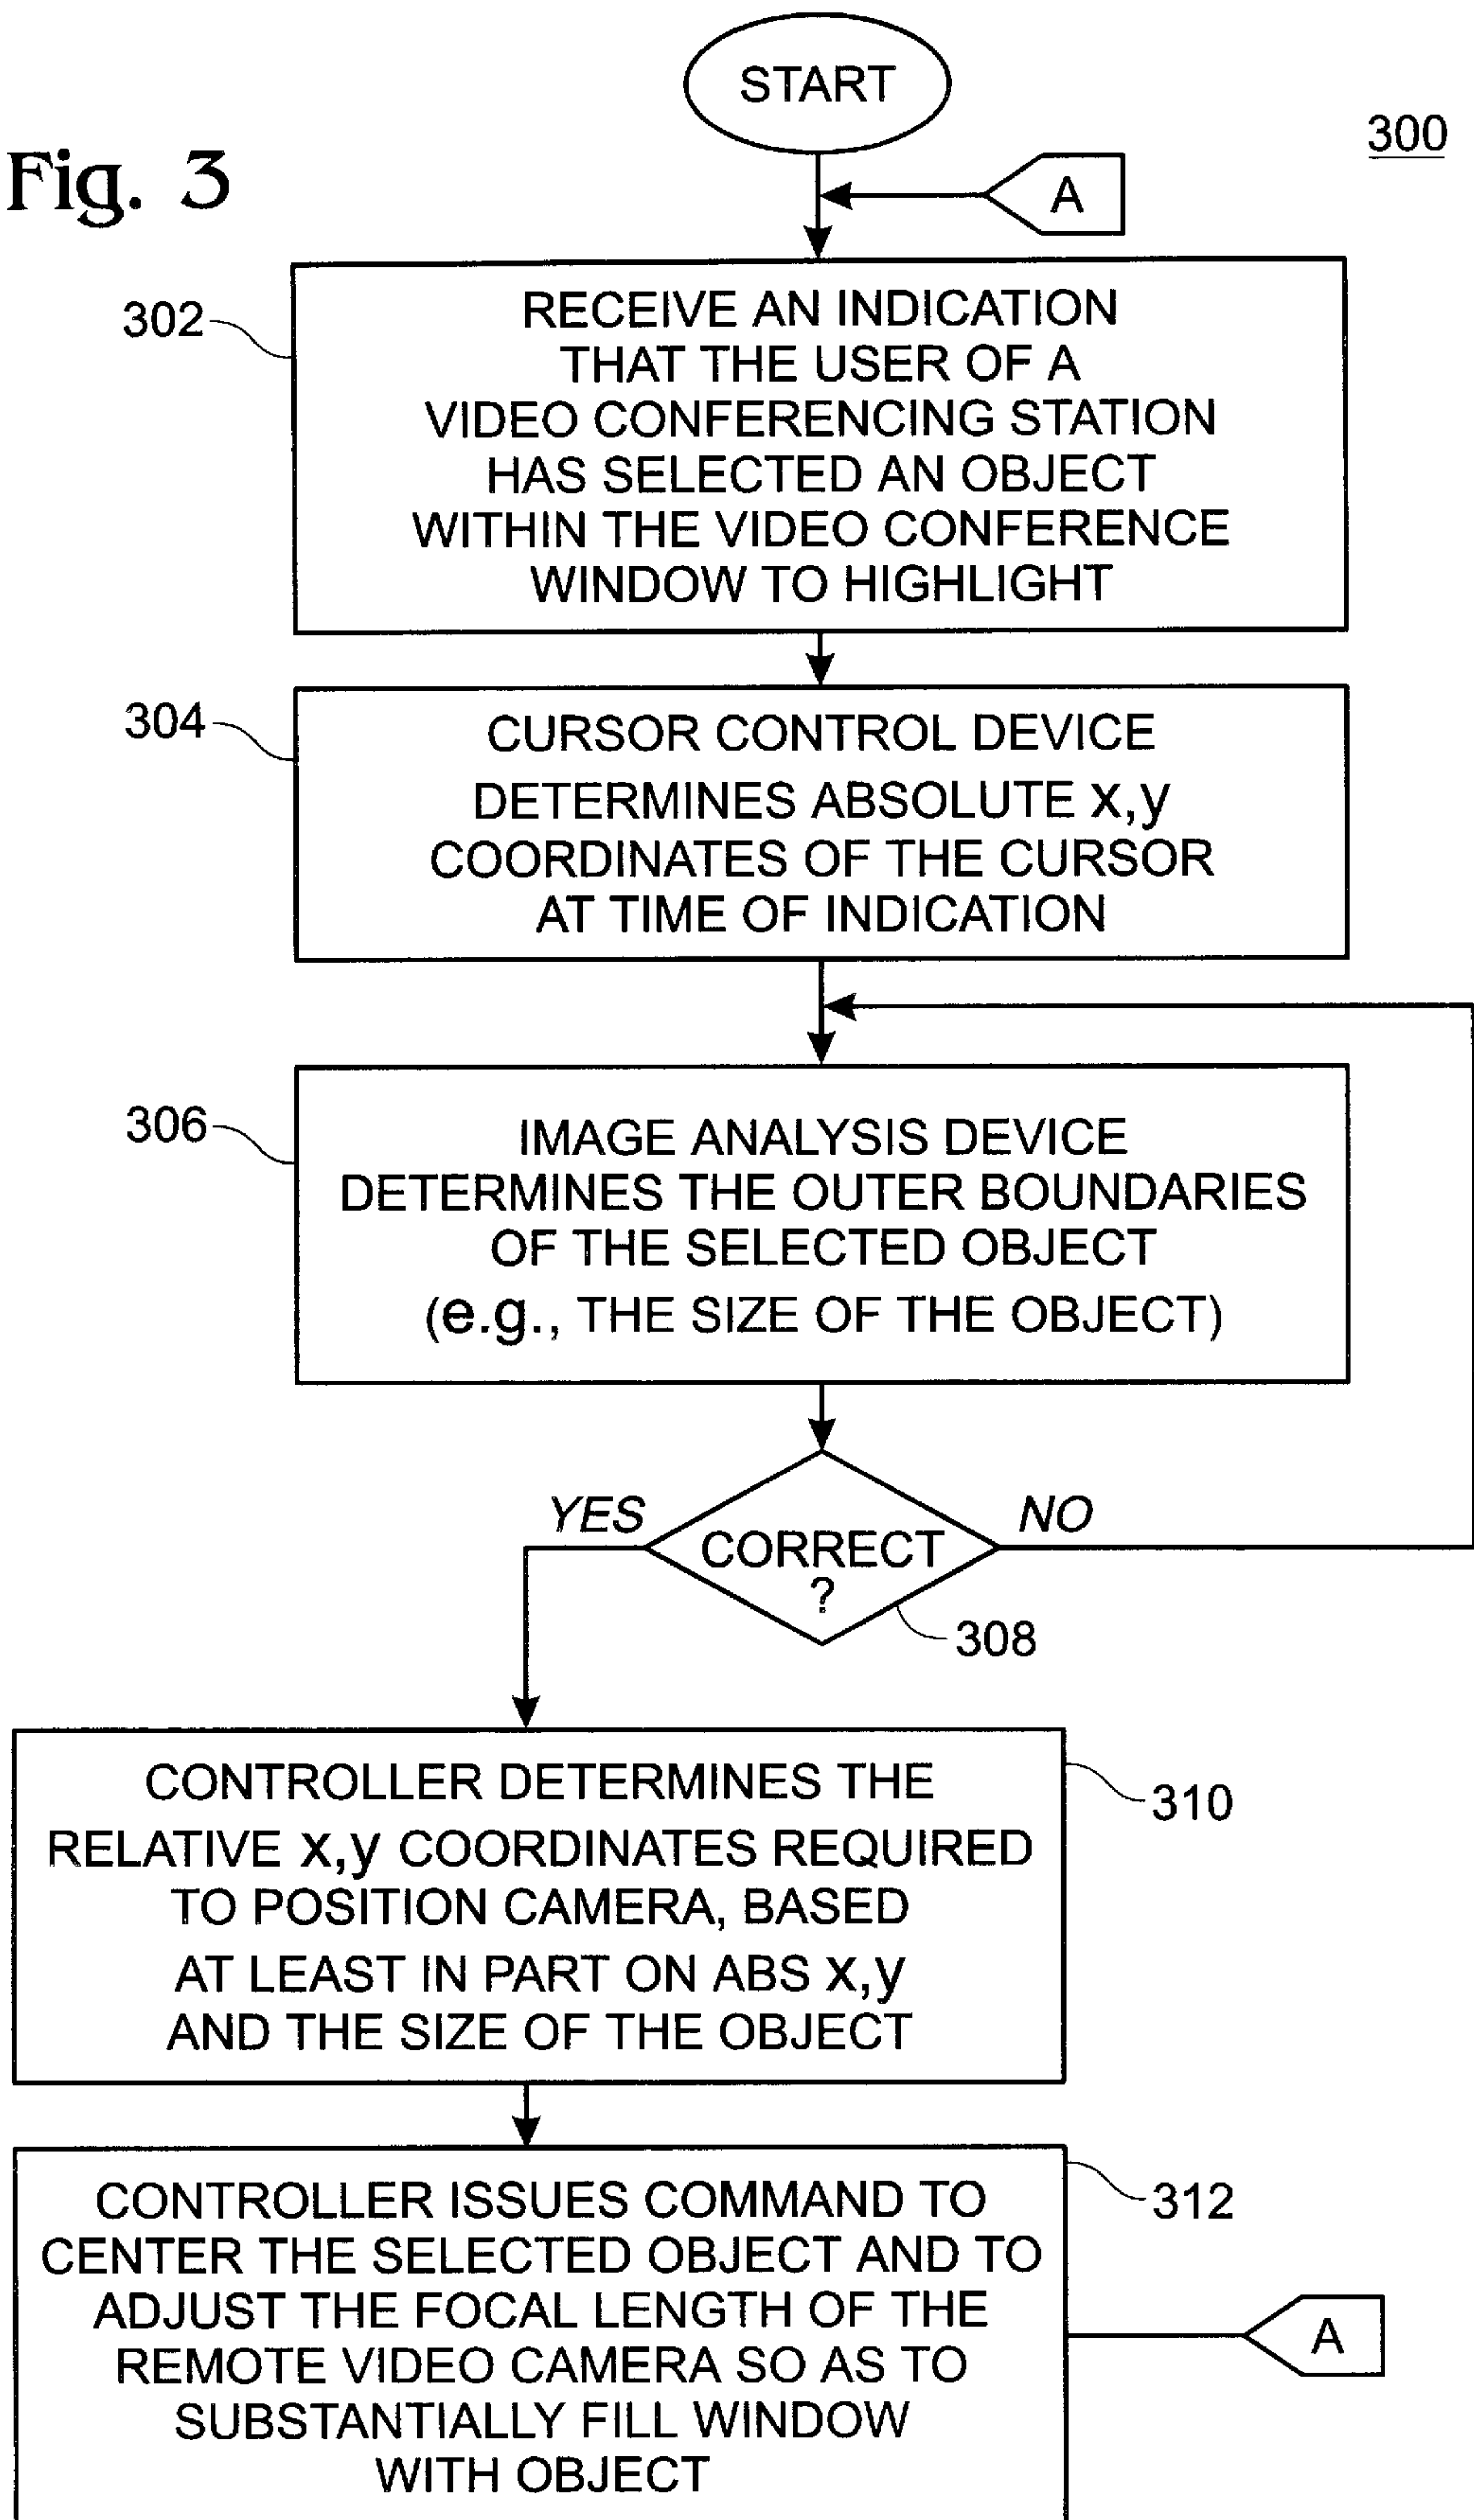 START
300
Fig. 3
A
302
RECEIVE AN INDICATION
THAT THE USER OF A
VIDEO CONFERENCING STATION
HAS SELECTED AN OBJECT
WITHIN THE VIDEO CONFERENCE
WINDOW TO HIGHLIGHT
304
CURSOR CONTROL DEVICE
DETERMINES ABSOLUTE x,y
COORDINATES OF THE CURSOR
AT TIME OF INDICATION
306
IMAGE ANALYSIS DEVICE
DETERMINES THE OUTER BOUNDARIES
OF THE SELECTED OBJECT
(e.g., THE SIZE OF THE OBJECT)
YES
NO
CORRECT
?
308
CONTROLLER DETERMINES THE
RELATIVE x,y COORDINATES REQUIRED
TO POSITION CAMERA, BASED
AT LEAST IN PART ON ABS x,y
AND THE SIZE OF THE OBJECT
310
CONTROLLER ISSUES COMMAND TO
CENTER THE SELECTED OBJECT AND TO
ADJUST THE FOCAL LENGTH OF THE
REMOTE VIDEO CAMERA SO AS TO
SUBSTANTIALLY FILL WINDOW
WITH OBJECT
312
A